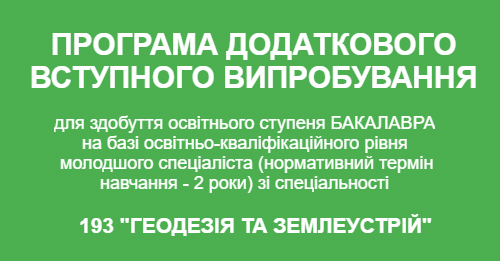 ПРОГРАМА ДОДАТКОВОГО
ВСТУПНОГО ВИПРОБУВАННЯ
для здобуття освітнього ступеня БАКАЛАВРА
на базі освітньо-кваліфікаційного рівня
молодшого спеціаліста (нормативний термін
навчання - 2 роки) зі спеціальності
193 "ГЕОДЕЗІЯ ТА ЗЕМЛЕУСТРІЙ"